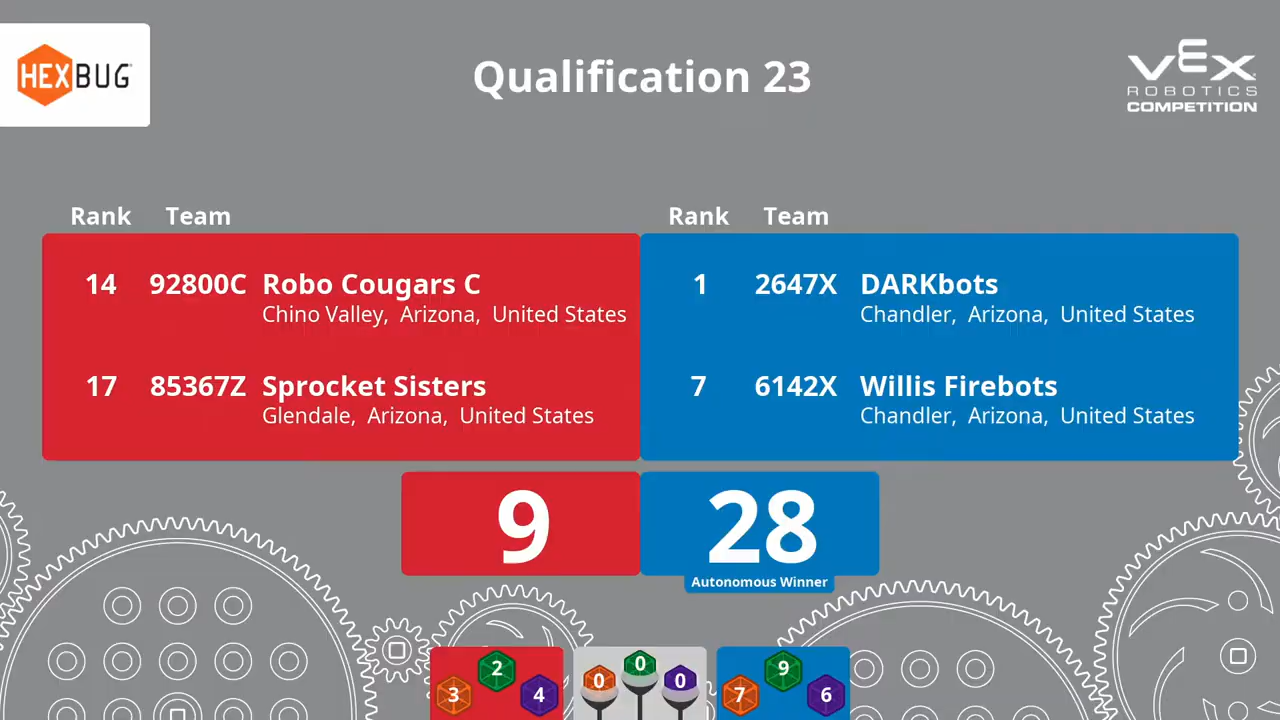 HEXBUG
Qualification 23
VEX
ROBOTICS
COMPETITION
Rank Team
Rank Team
14 92800C Robo Cougars C
Chino Valley, Arizona, United States
17 85367Z Sprocket Sisters
Glendale, Arizona, United States
1 2647X DARKbots
Chandler, Arizona, United States
7 6142X Willis Firebots
Chandler, Arizona, United States
9
28
Autonomous Winner
3 2 4
0 0 0
7 9 6